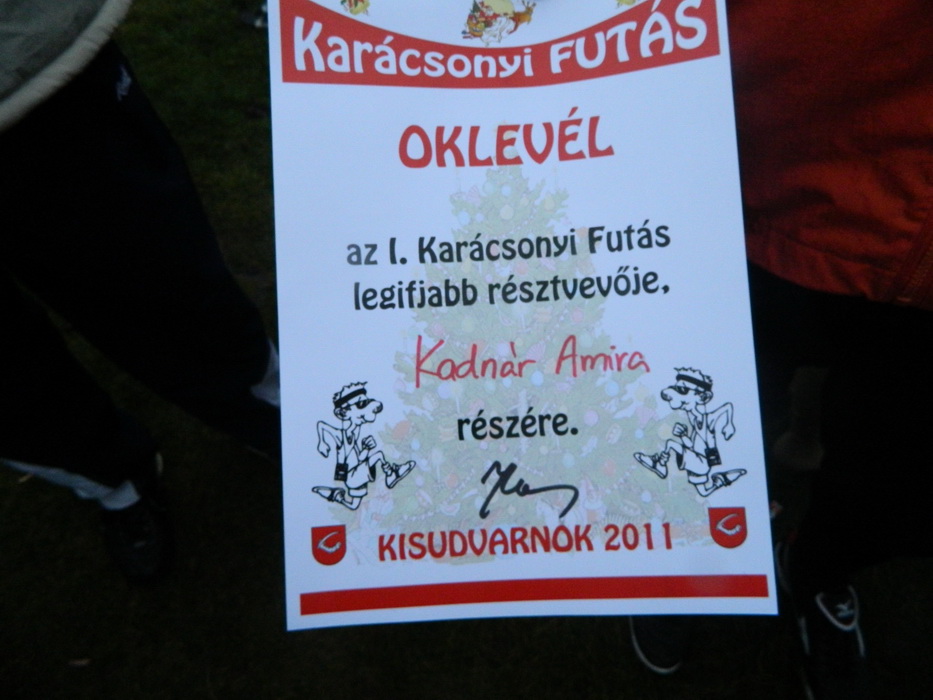 Karácsonyi FUTÁS
OKLEVÉL
az I. Karácsonyi Futás
legifjabb résztvevője,
Kadnár Amira
részére.
KISUDVARNOK 2011